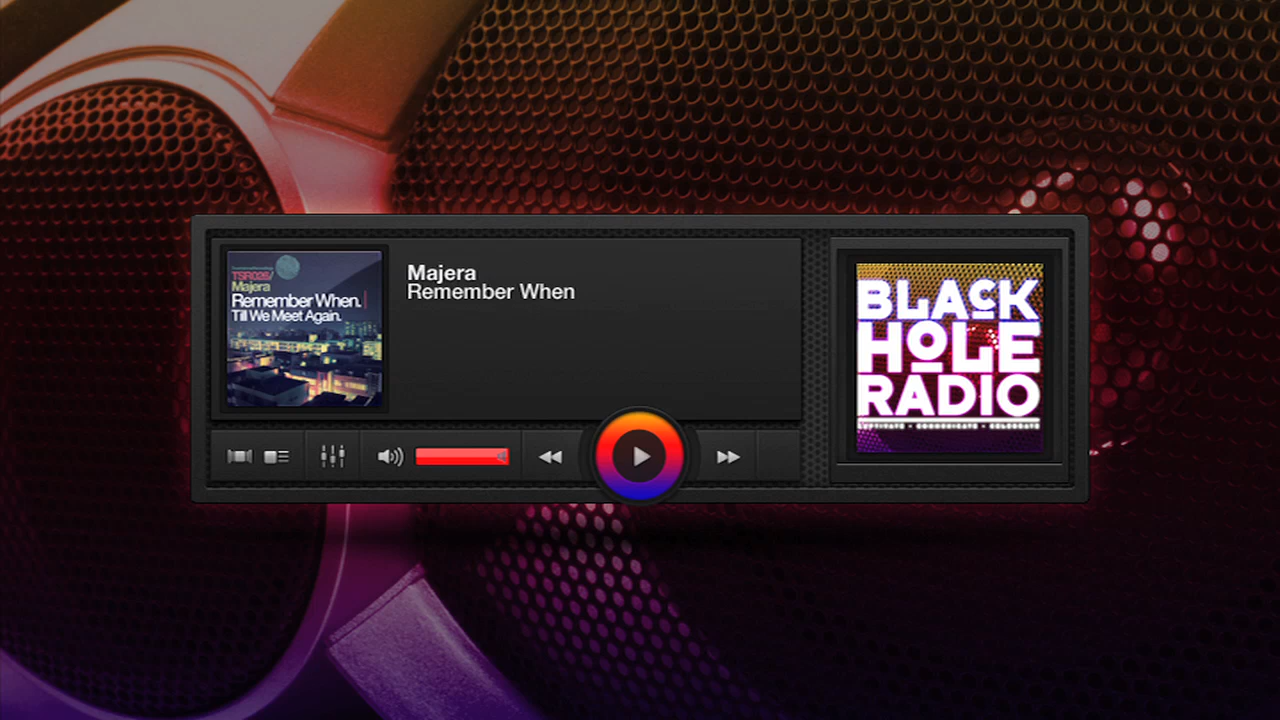 TSR028/
Majera
Remember When.
Till We Meet Again.
Majera
Remember When
BLACK
HOLE
RADIO